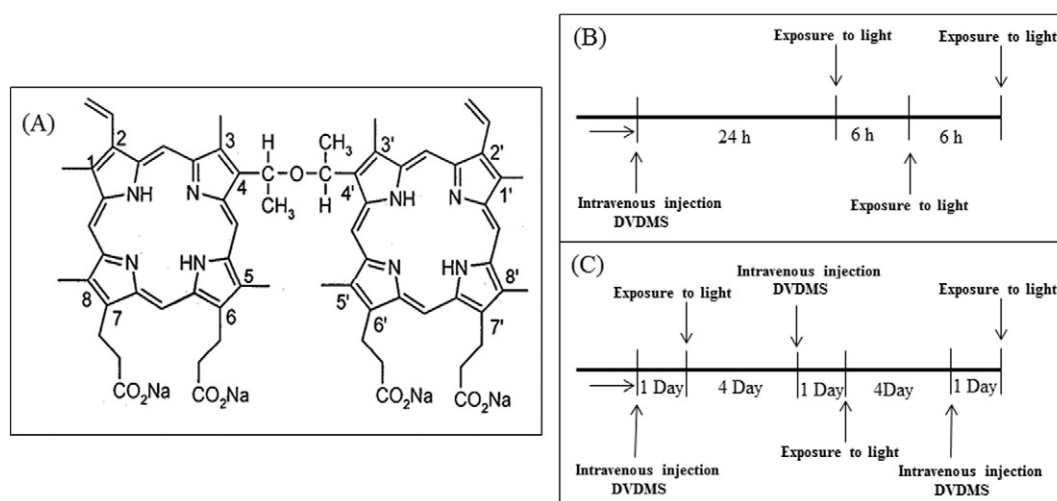 (A)
2
3
1
4
NH
N
N
HN
8
7
6
5
H
C
O
CH3
CH3
C
H
3'
2'
4'
1'
NH
N
N
HN
5'
6'
7'
8'
CO2Na
CO2Na
CO2Na
CO2Na
(B)
Exposure to light
Exposure to light
24 h
6 h
6 h
Intravenous injection
DVDMS
Exposure to light
(C)
Intravenous injection
DVDMS
Exposure to light
Exposure to light
1 Day
4 Day
1 Day
4Day
1 Day
Exposure to light
Intravenous injection
DVDMS
Intravenous injection
DVDMS